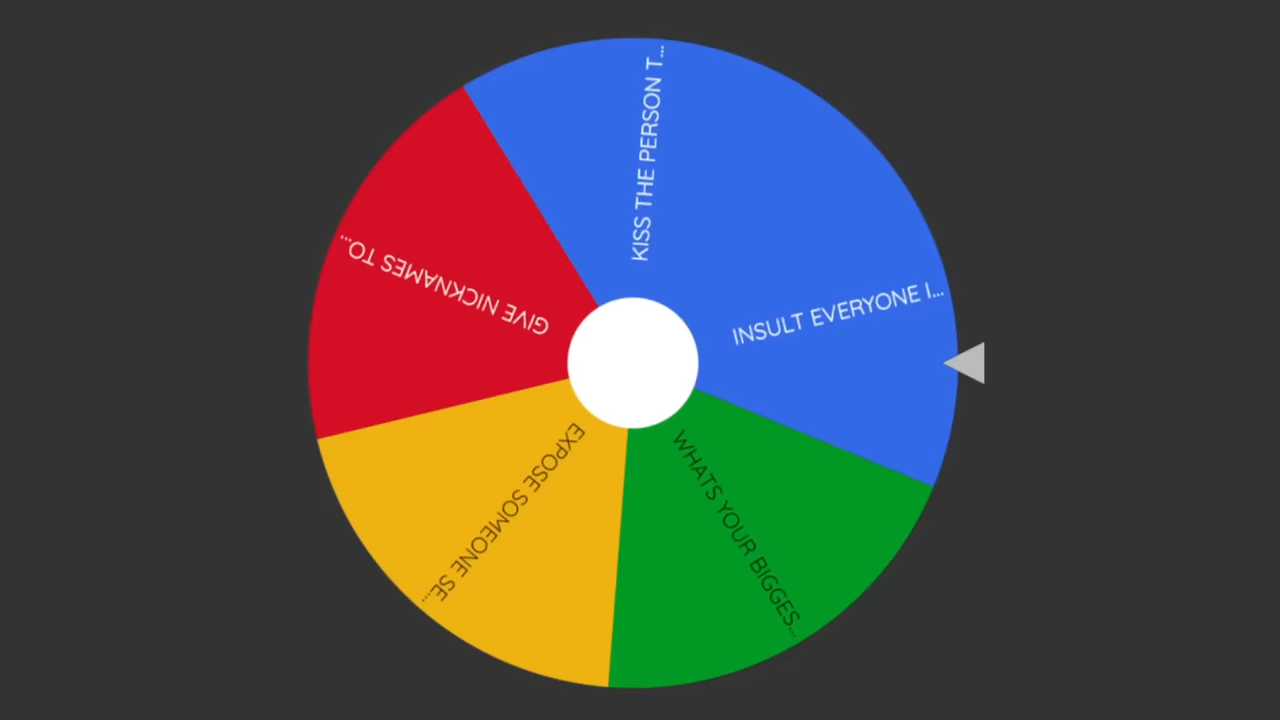 KISS THE PERSON T...
INSULT EVERYONE I...
WHATS YOUR BIGGES...
EXPOSE SOMEONE SE...
GIVE NICKNAMES TO...